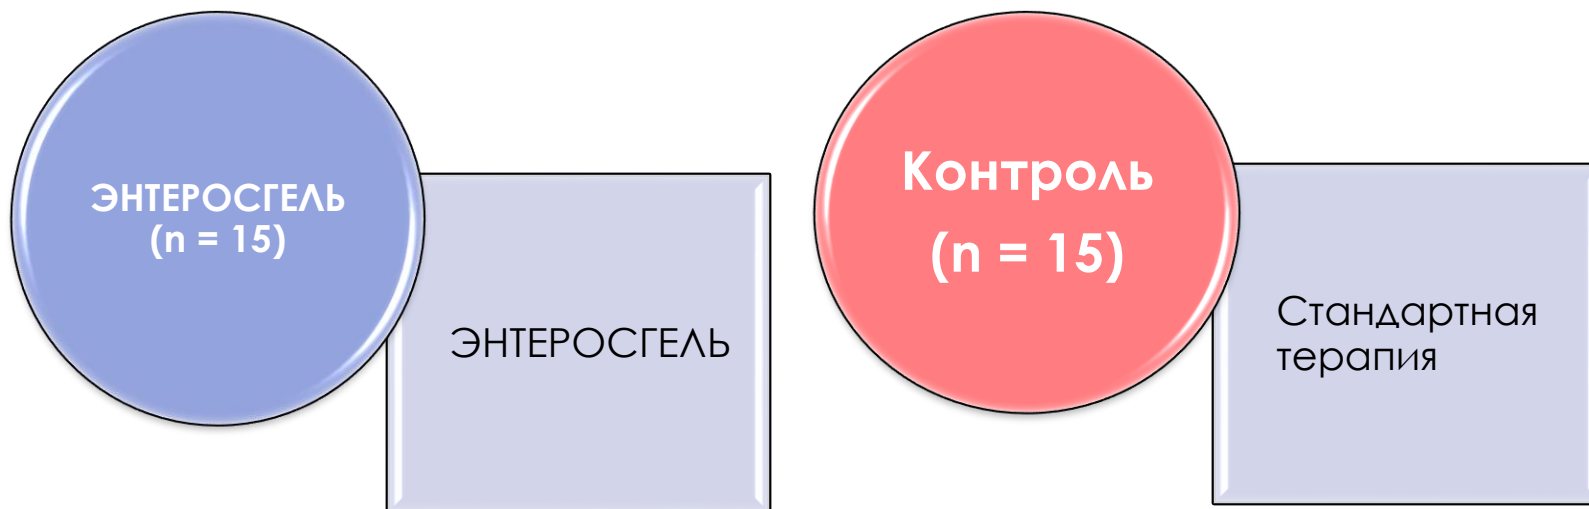 ЭНТЕРОСГЕЛЬ
(n = 15)
ЭНТЕРОСГЕЛЬ
Контроль
(n = 15)
Стандартная
терапия